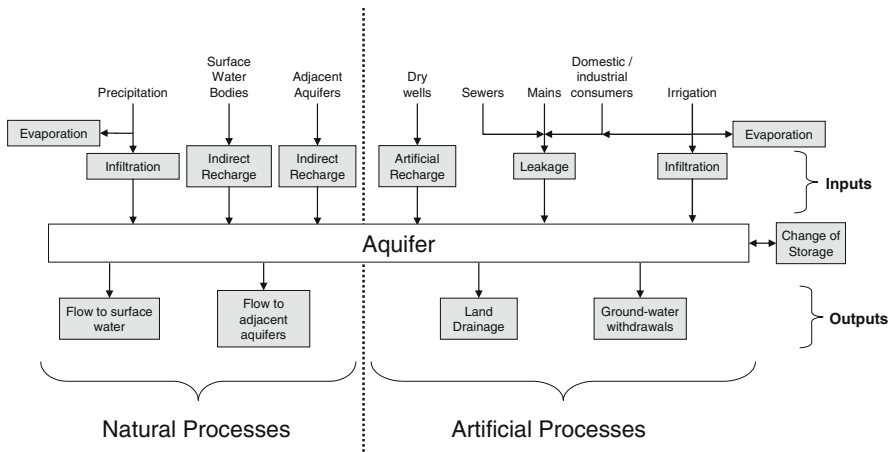 Precipitation
Surface
Water
Bodies
Adjacent
Aquifers
Dry
wells
Sewers
Mains
Domestic /
industrial
consumers
Irrigation
Evaporation
Evaporation
Infiltration
Indirect
Recharge
Indirect
Recharge
Artificial
Recharge
Leakage
Infiltration
Inputs
Aquifer
Change of
Storage
Flow to surface
water
Flow to
adjacent
aquifers
Land
Drainage
Ground-water
withdrawals
Outputs
Natural Processes
Artificial Processes